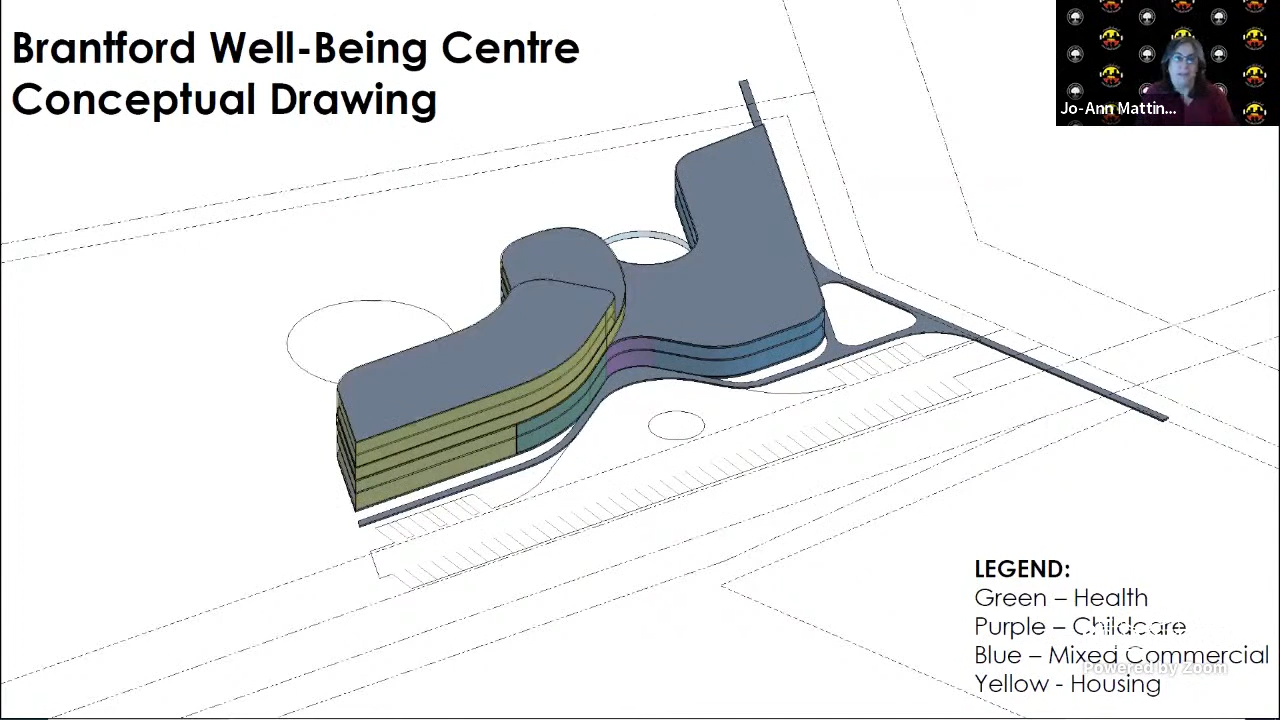 Brantford Well-Being Centre
Conceptual Drawing
Jo-Ann Mattin...
LEGEND:
Green – Health
Purple – Childcare
Blue – Mixed Commercial
Powered by Zoom
Yellow - Housing